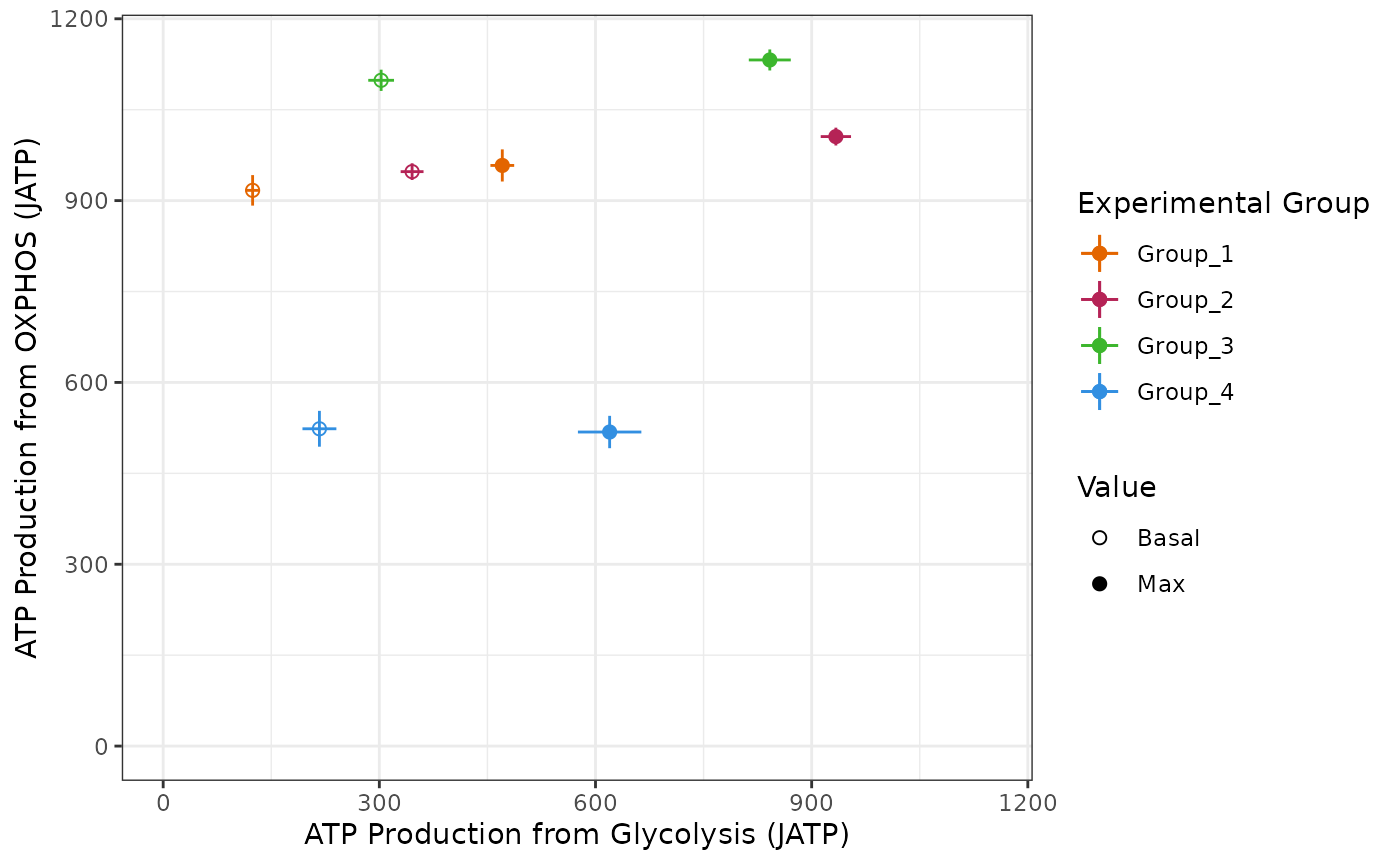 ATP Production from OXPHOS (JATP)
1200
900
600
300
0
0 300 600 900 1200
ATP Production from Glycolysis (JATP)
Experimental Group
Group_1
Group_2
Group_3
Group_4
Value
Basal
Max